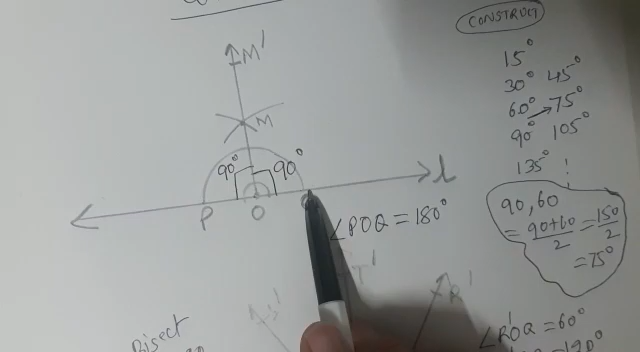 CONSTRUCT
15°
30° 45°
60° → 75°
90° 105°
135° !
M'
M
90° 90°
l
P O
∠POQ = 180°
90, 60
= 90+60/2 = 150/2
= 75°
T'
S'
R'
Bisect
∠R'OQ = 60°
= 120°